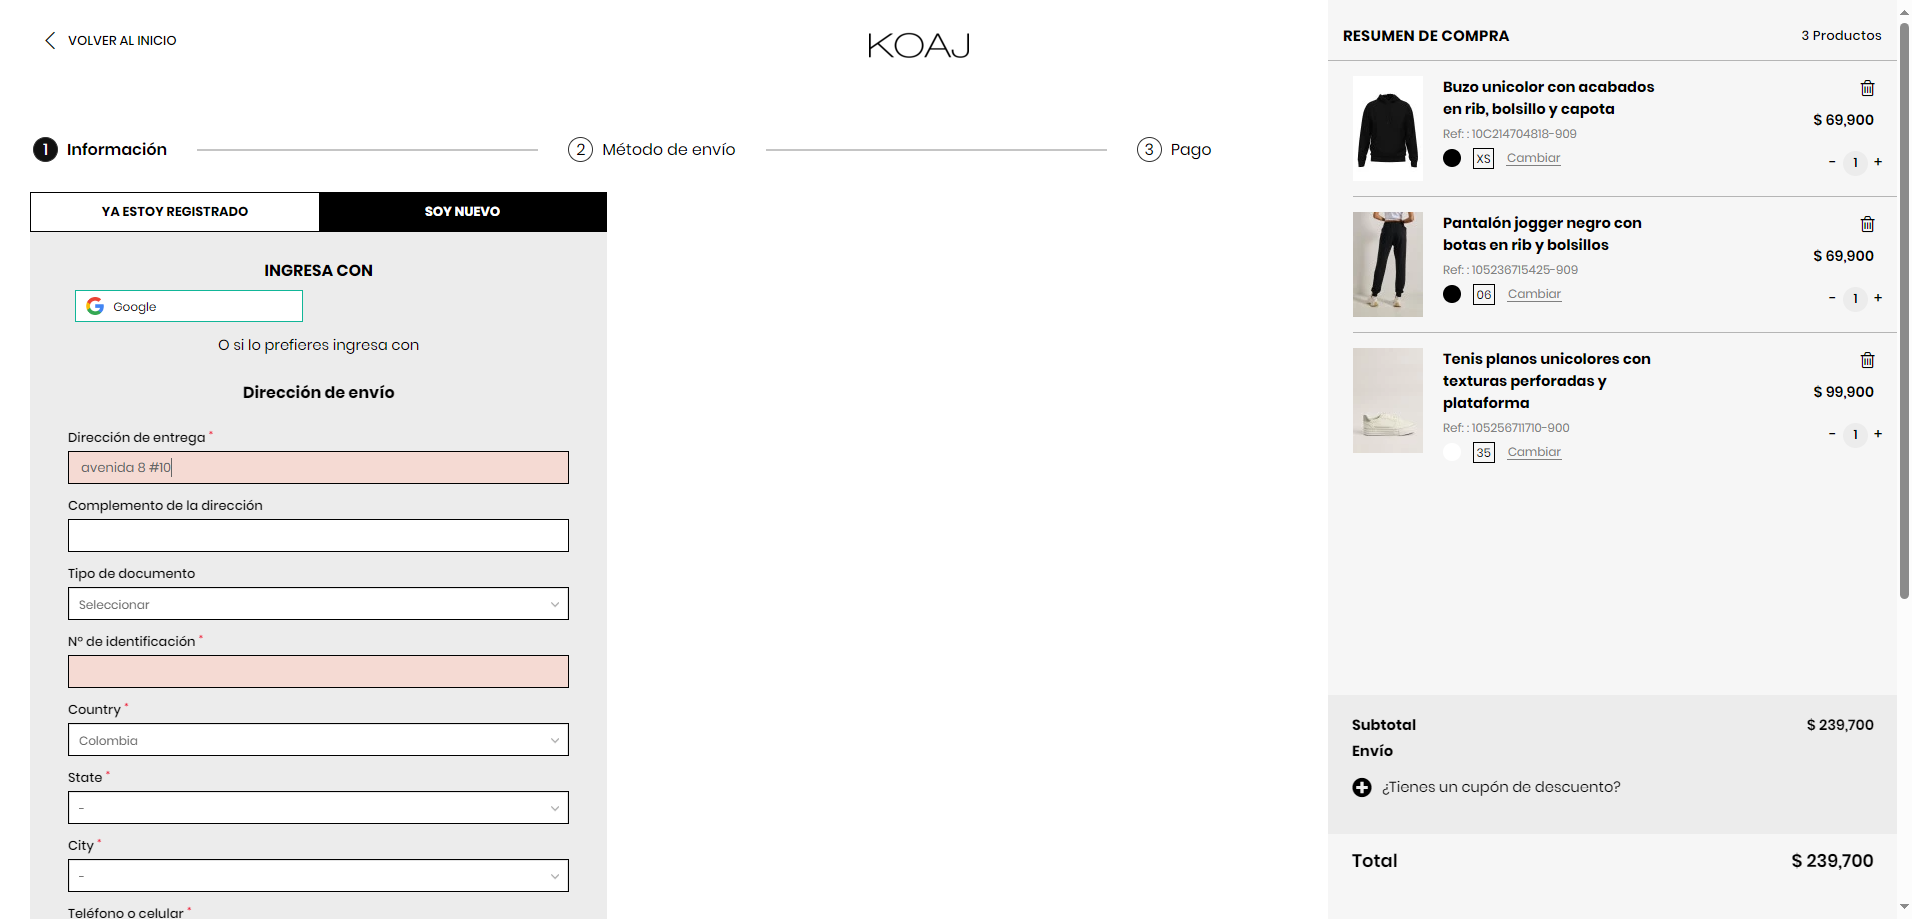 VOLVER AL INICIO
KOAJ
1 Información
2 Método de envío
3 Pago
YA ESTOY REGISTRADO
SOY NUEVO
INGRESA CON
Google
O si lo prefieres ingresa con
Dirección de envío
Dirección de entrega *
avenida 8 #10
Complemento de la dirección
Tipo de documento
Seleccionar
Nº de identificación *
Country *
Colombia
State *
-
City *
-
Teléfono o celular *
RESUMEN DE COMPRA
3 Productos
Buzo unicolor con acabados
en rib, bolsillo y capota
$ 69,900
Ref: : 10C214704818-909
XS Cambiar
- 1 +
Pantalón jogger negro con
botas en rib y bolsillos
$ 69,900
Ref: : 105236715425-909
06 Cambiar
- 1 +
Tenis planos unicolores con
texturas perforadas y
plataforma
$ 99,900
Ref: : 105256711710-900
35 Cambiar
- 1 +
Subtotal $ 239,700
Envío
¿Tienes un cupón de descuento?
Total $ 239,700